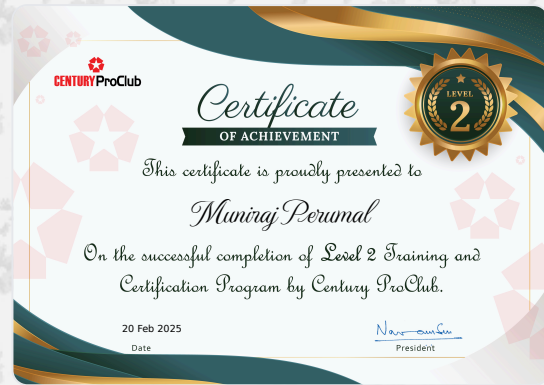 CENTURY ProClub
LEVEL
2
Certificate
OF ACHIEVEMENT
This certificate is proudly presented to
Muniraj Perumal
On the successful completion of Level 2 Training and
Certification Program by Century ProClub.
20 Feb 2025
Date
President